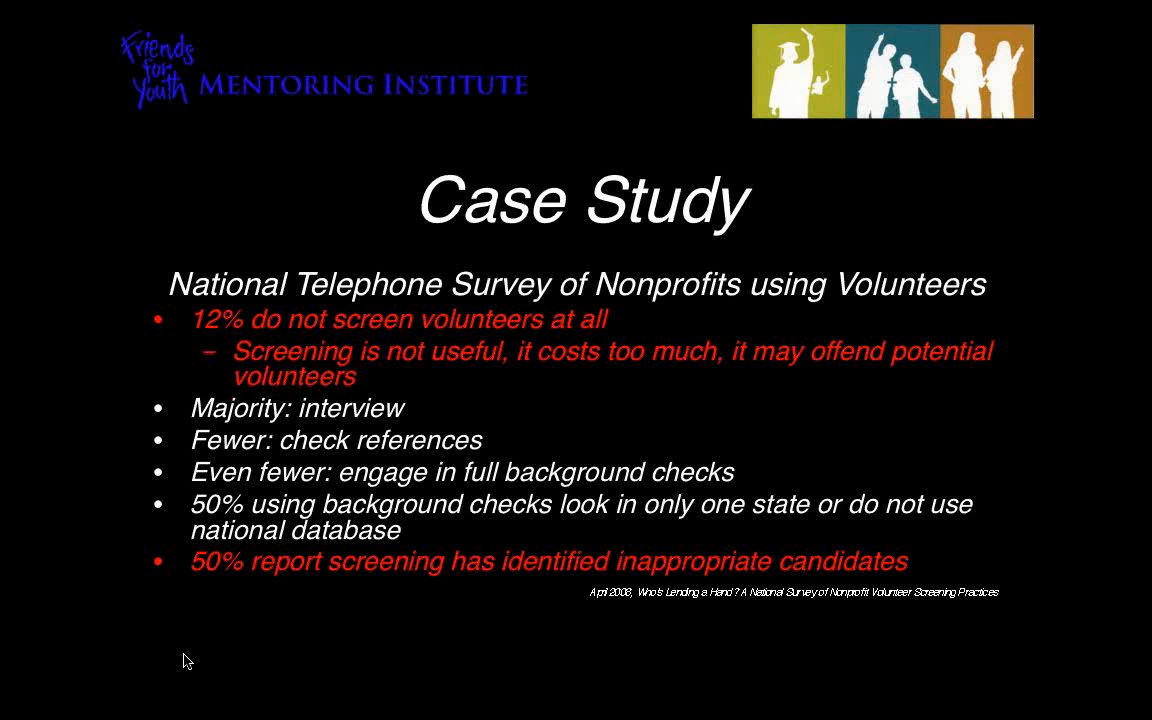 Friends
for
Youth
MENTORING INSTITUTE
Case Study
National Telephone Survey of Nonprofits using Volunteers
• 12% do not screen volunteers at all
– Screening is not useful, it costs too much, it may offend potential
volunteers
• Majority: interview
• Fewer: check references
• Even fewer: engage in full background checks
• 50% using background checks look in only one state or do not use
national database
• 50% report screening has identified inappropriate candidates
April 2008, Who's Lending a Hand? A National Survey of Nonprofit Volunteer Screening Practices